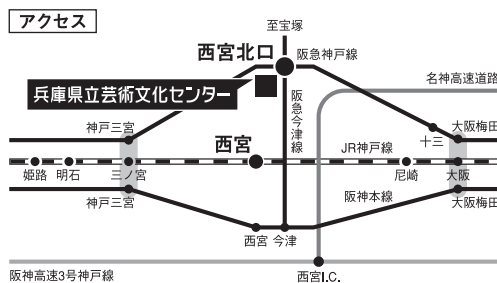 アクセス
至宝塚
西宮北口
阪急神戸線
兵庫県立芸術文化センター
阪急今津線
名神高速道路
神戸三宮
十三
大阪梅田
西宮
JR神戸線
姫路
明石
三ノ宮
尼崎
大阪
神戸三宮
阪神本線
大阪梅田
西宮
今津
阪神高速3号神戸線
西宮I.C.